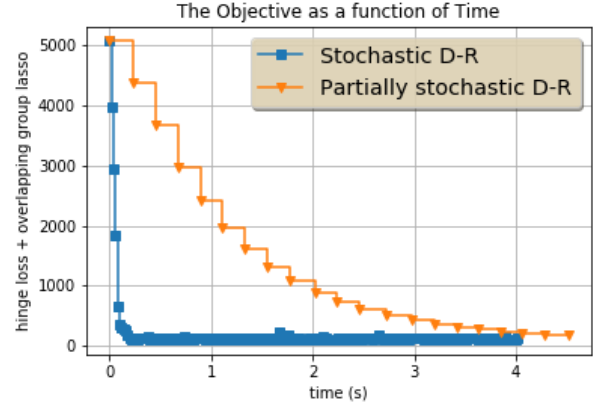 The Objective as a function of Time
Stochastic D-R
Partially stochastic D-R
hinge loss + overlapping group lasso
5000
4000
3000
2000
1000
0
0
1
2
3
4
time (s)